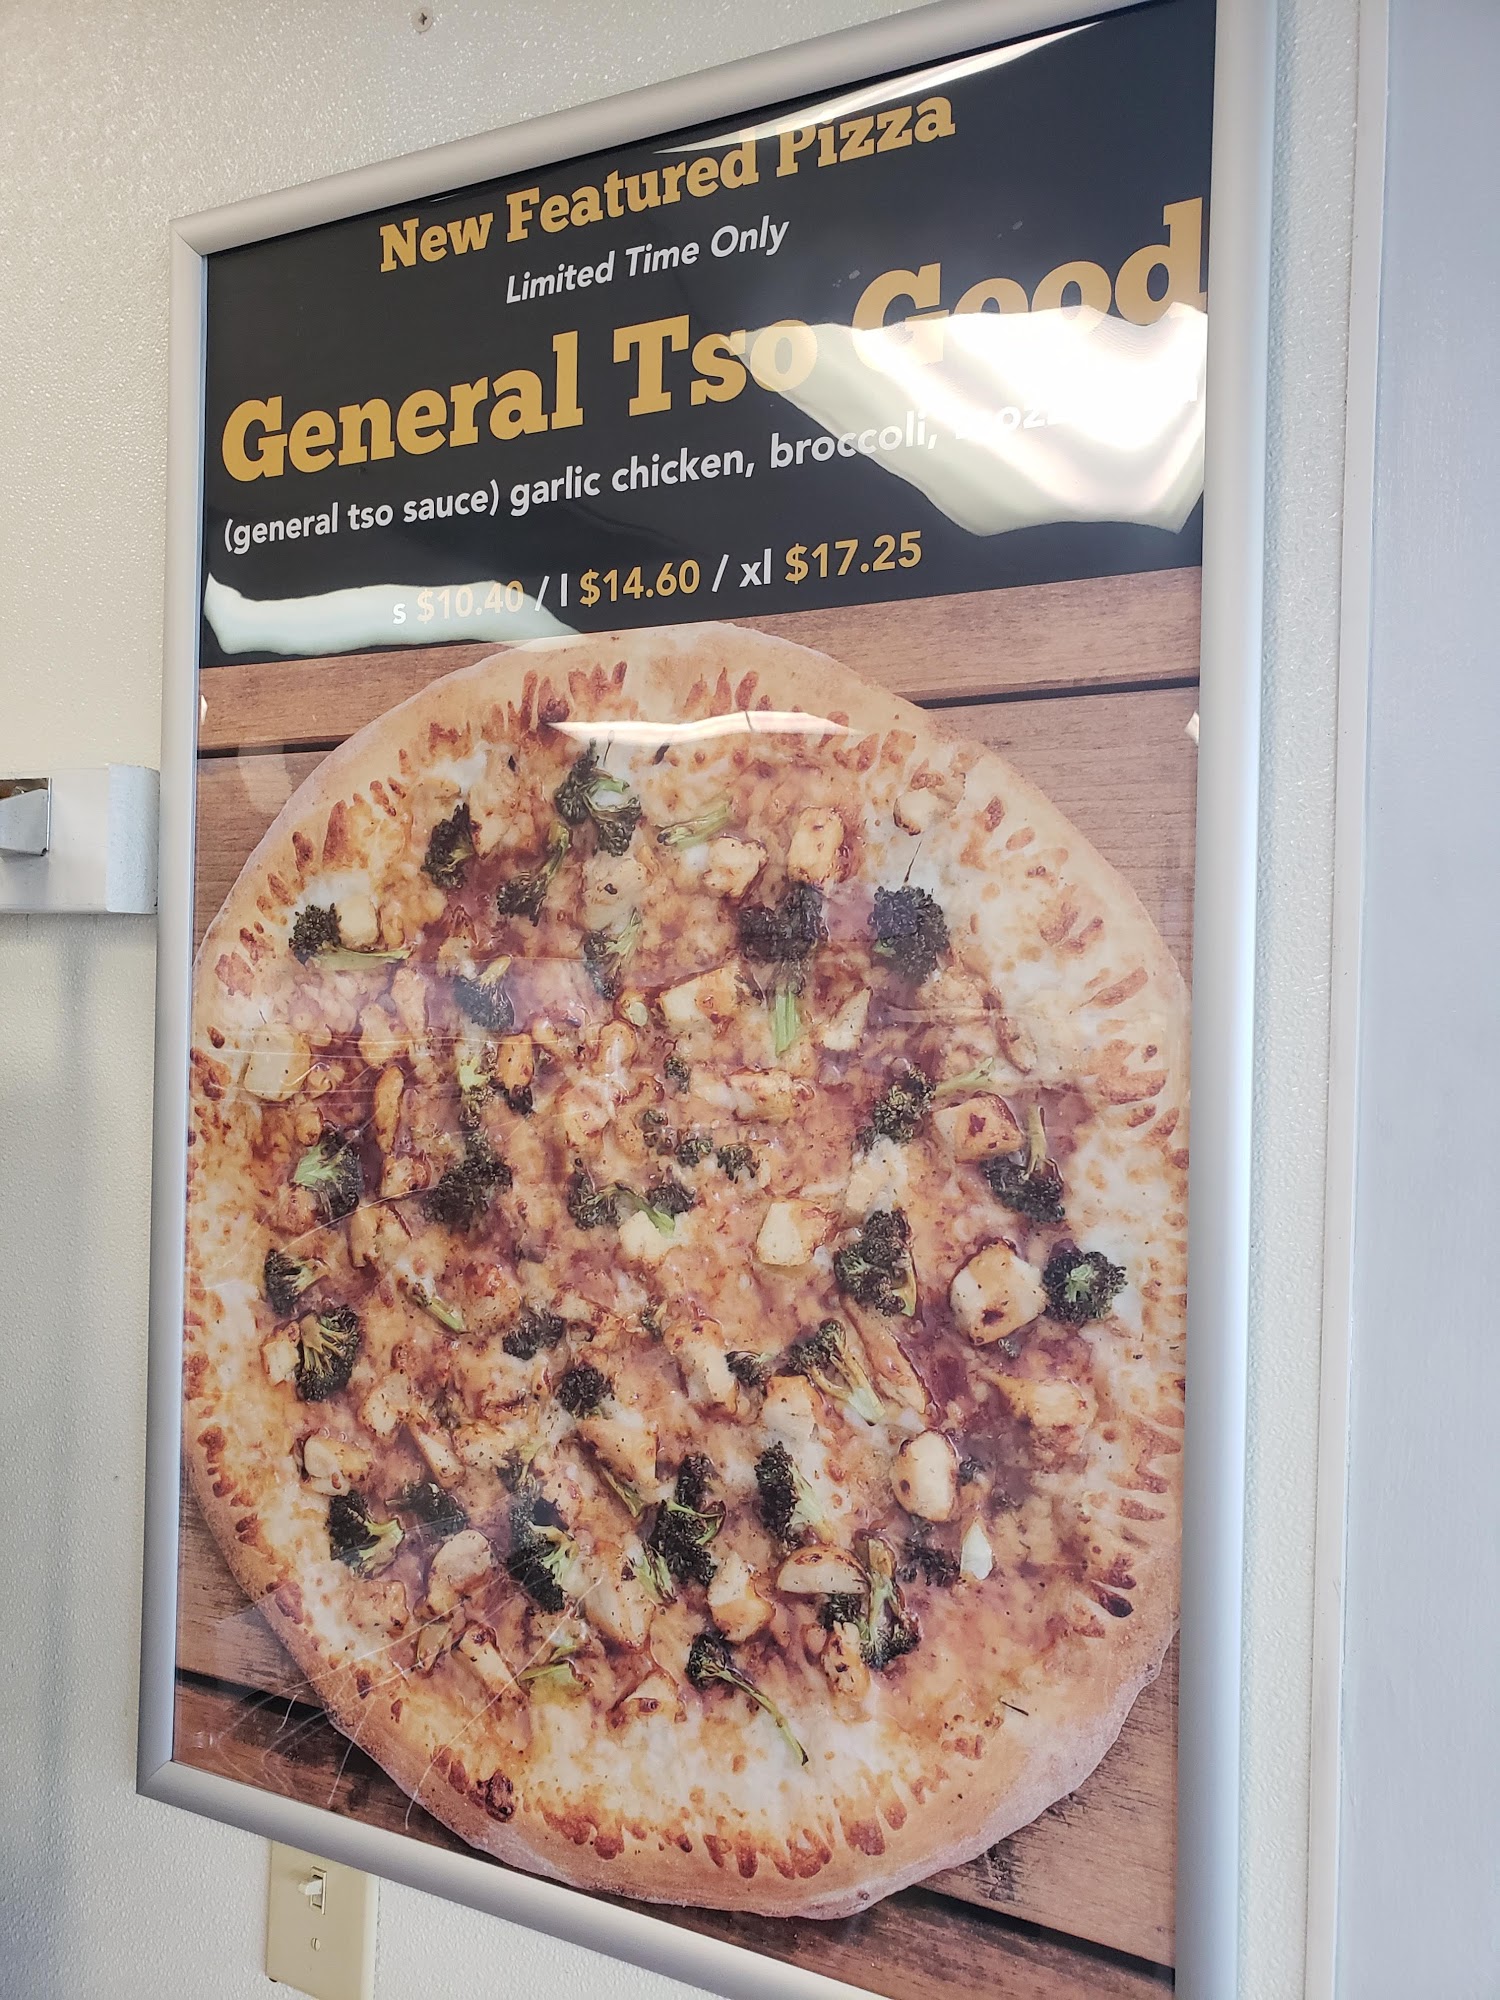 New Featured Pizza
Limited Time Only
General Tso Good
(general tso sauce) garlic chicken, broccoli,
s $10.40 / l $14.60 / xl $17.25